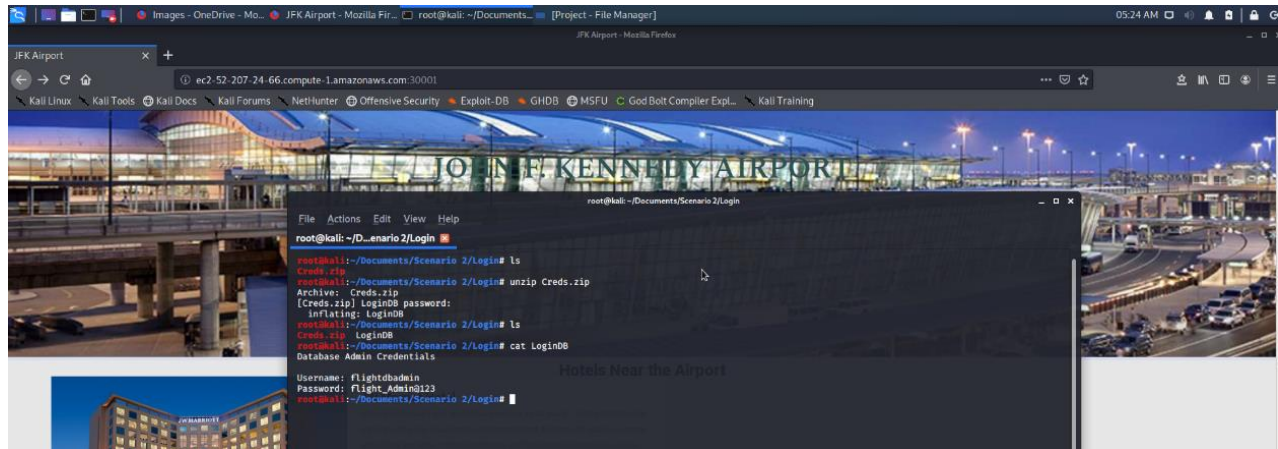 Images - OneDrive - Mo...
JFK Airport - Mozilla Fir...
root@kali: ~/Documents...
[Project - File Manager]
05:24 AM
JFK Airport - Mozilla Firefox
JFK Airport
ec2-52-207-24-66.compute-1.amazonaws.com:30001
Kali Linux Kali Tools Kali Docs Kali Forums NetHunter Offensive Security Exploit-DB GHDB MSFU God Bolt Compiler Expl... Kali Training
JOHN F. KENNEDY AIRPORT
root@kali: ~/Documents/Scenario 2/Login
File Actions Edit View Help
root@kali: ~/D...enario 2/Login
root@kali:~/Documents/Scenario 2/Login# ls
Creds.zip
root@kali:~/Documents/Scenario 2/Login# unzip Creds.zip
Archive: Creds.zip
[Creds.zip] LoginDB password:
inflating: LoginDB
root@kali:~/Documents/Scenario 2/Login# ls
Creds.zip LoginDB
root@kali:~/Documents/Scenario 2/Login# cat LoginDB
Database Admin Credentials
Hotels Near the Airport
Username: flightdbadmin
Password: flight_Admin@123
root@kali:~/Documents/Scenario 2/Login#
JW MARRIOTT